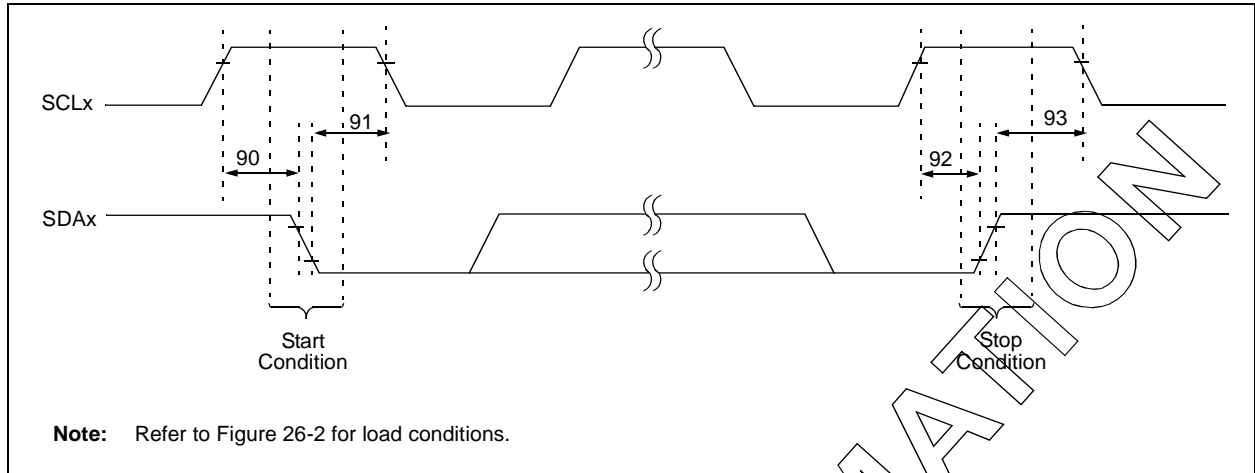 SCLx
91
93
90
92
SDAx
Start
Condition
Stop
Condition
Note: Refer to Figure 26-2 for load conditions.
MATION